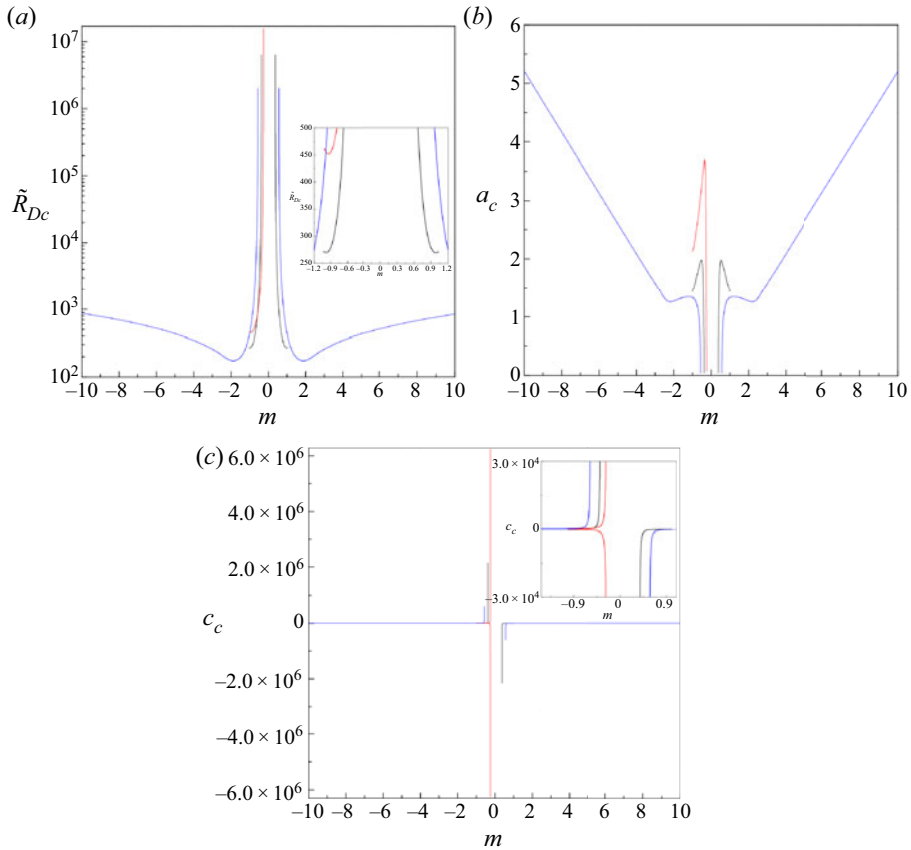 (a)
10^7
10^6
10^5
10^4
10^3
10^2
R̃_Dc
–10 –8 –6 –4 –2 0 2 4 6 8 10
m
500
450
400
350
300
250
R̃_Dc
–1.2 –0.9 –0.6 –0.3 0 0.3 0.6 0.9 1.2
m
(b)
6
5
4
3
2
1
0
a_c
–10 –8 –6 –4 –2 0 2 4 6 8 10
m
(c)
6.0 × 10^6
4.0 × 10^6
2.0 × 10^6
0
–2.0 × 10^6
–4.0 × 10^6
–6.0 × 10^6
c_c
–10 –8 –6 –4 –2 0 2 4 6 8 10
m
3.0 × 10^4
c_c 0
–3.0 × 10^4
–0.9 0 0.9
m